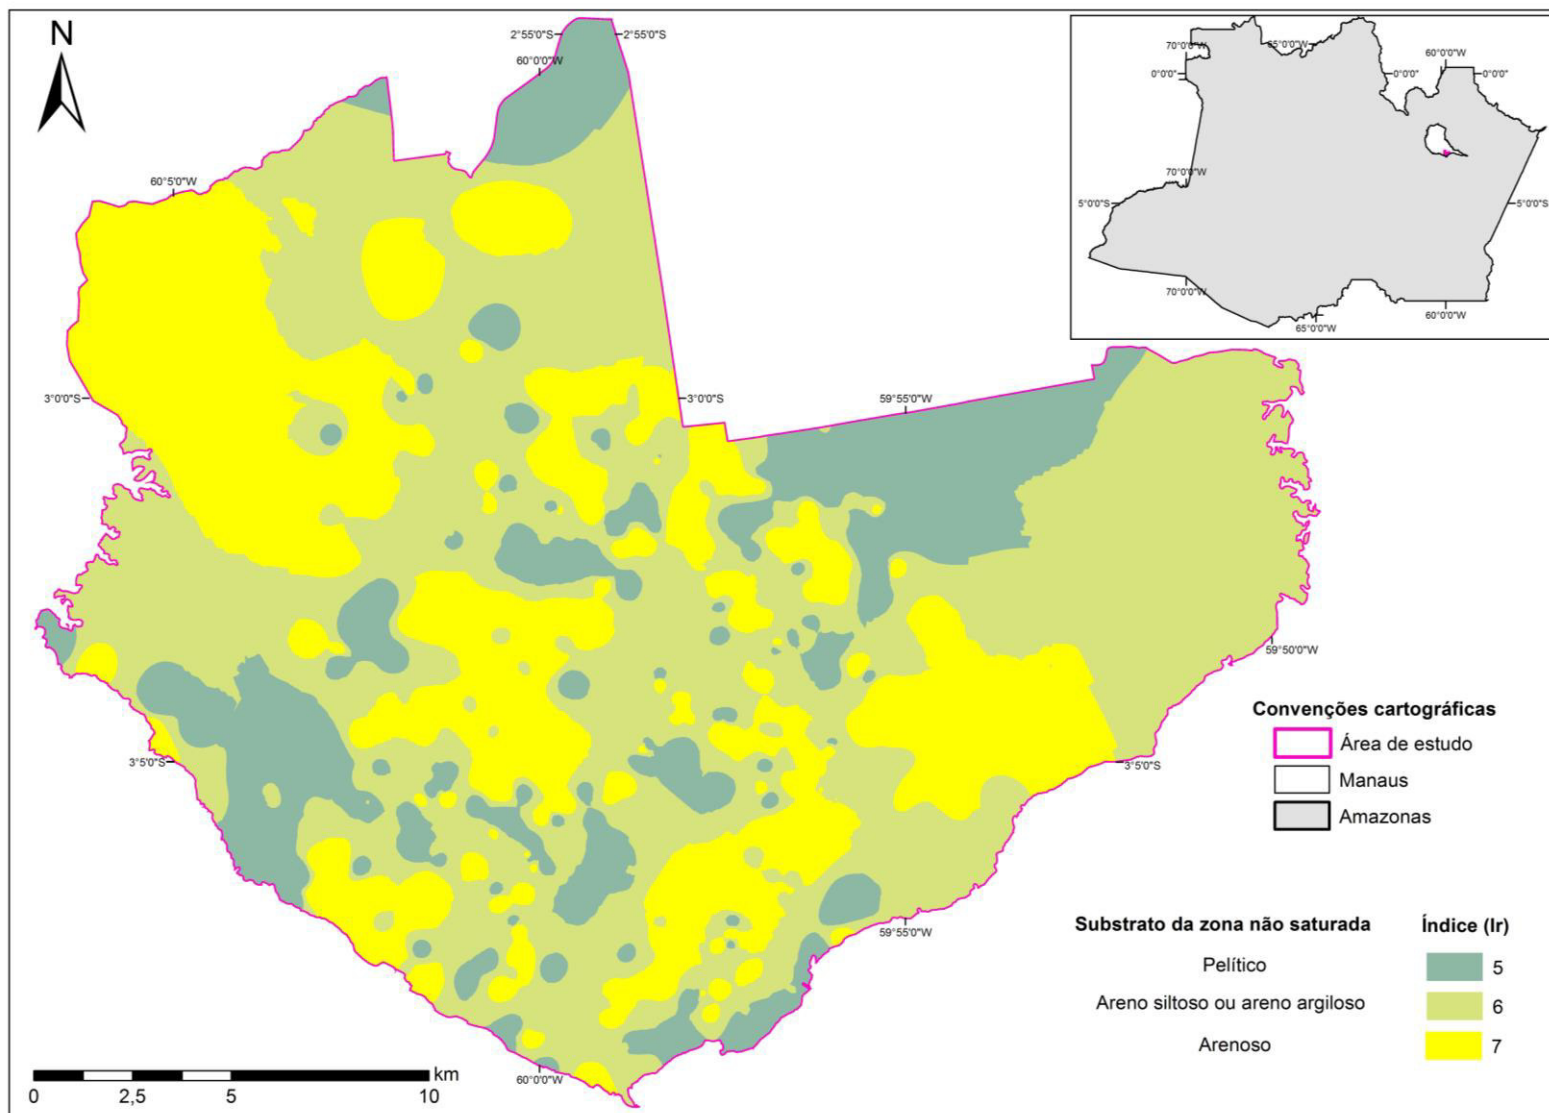 N
2°55'0"S
2°55'0"S
60°0'0"W
60°5'0"W
3°0'0"S
3°0'0"S
59°55'0"W
59°50'0"W
3°5'0"S
3°5'0"S
59°55'0"W
60°0'0"W
70°0'0"W
65°0'0"W
60°0'0"W
0°0'0"
0°0'0"
0°0'0"
70°0'0"W
5°0'0"S
5°0'0"S
70°0'0"W
65°0'0"W
60°0'0"W
Convenções cartográficas
Área de estudo
Manaus
Amazonas
Substrato da zona não saturada Índice (Ir)
Pelítico 5
Areno siltoso ou areno argiloso 6
Arenoso 7
km
0 2,5 5 10